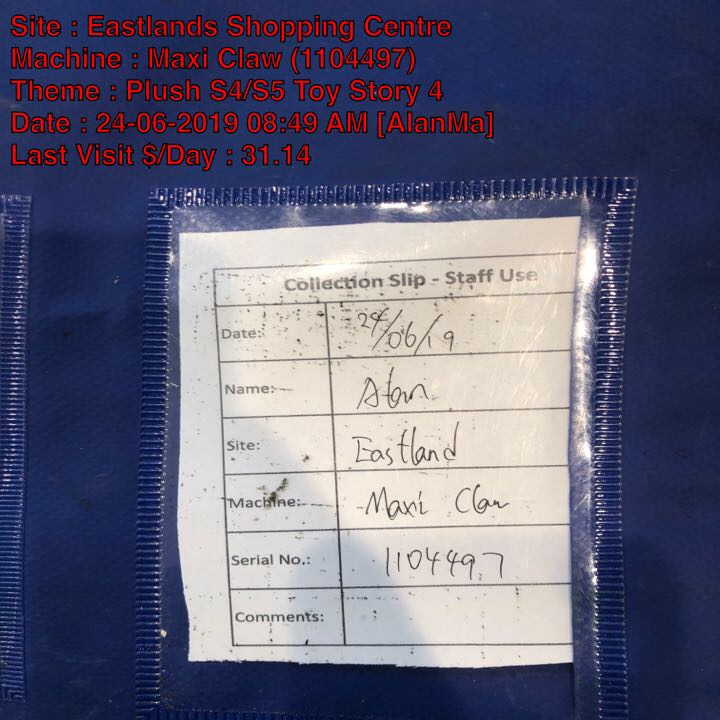 Site : Eastlands Shopping Centre
Machine : Maxi Claw (1104497)
Theme : Plush S4/S5 Toy Story 4
Date : 24-06-2019 08:49 AM [AlanMa]
Last Visit $/Day : 31.14
Collection Slip - Staff Use
Date: 24/06/19
Name:
Site: Eastland
Machine: Maxi Claw
Serial No.: 1104497
Comments: